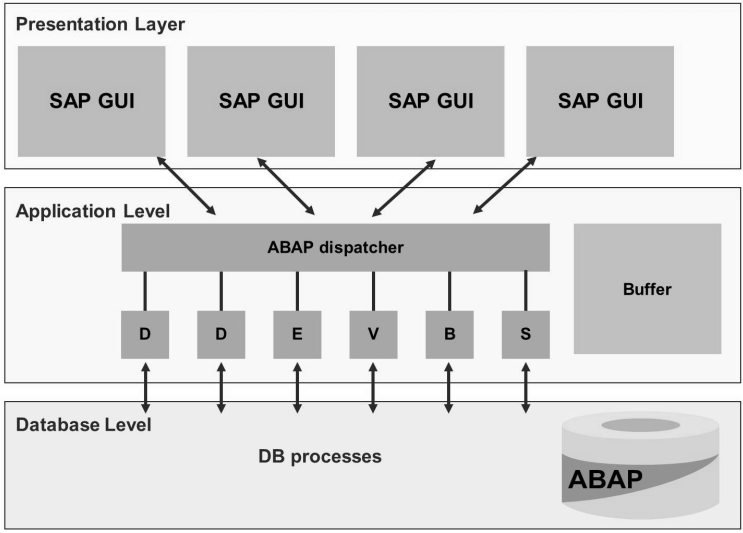 Presentation Layer
SAP GUI
SAP GUI
SAP GUI
SAP GUI
Application Level
ABAP dispatcher
Buffer
D
D
E
V
B
S
Database Level
DB processes
ABAP